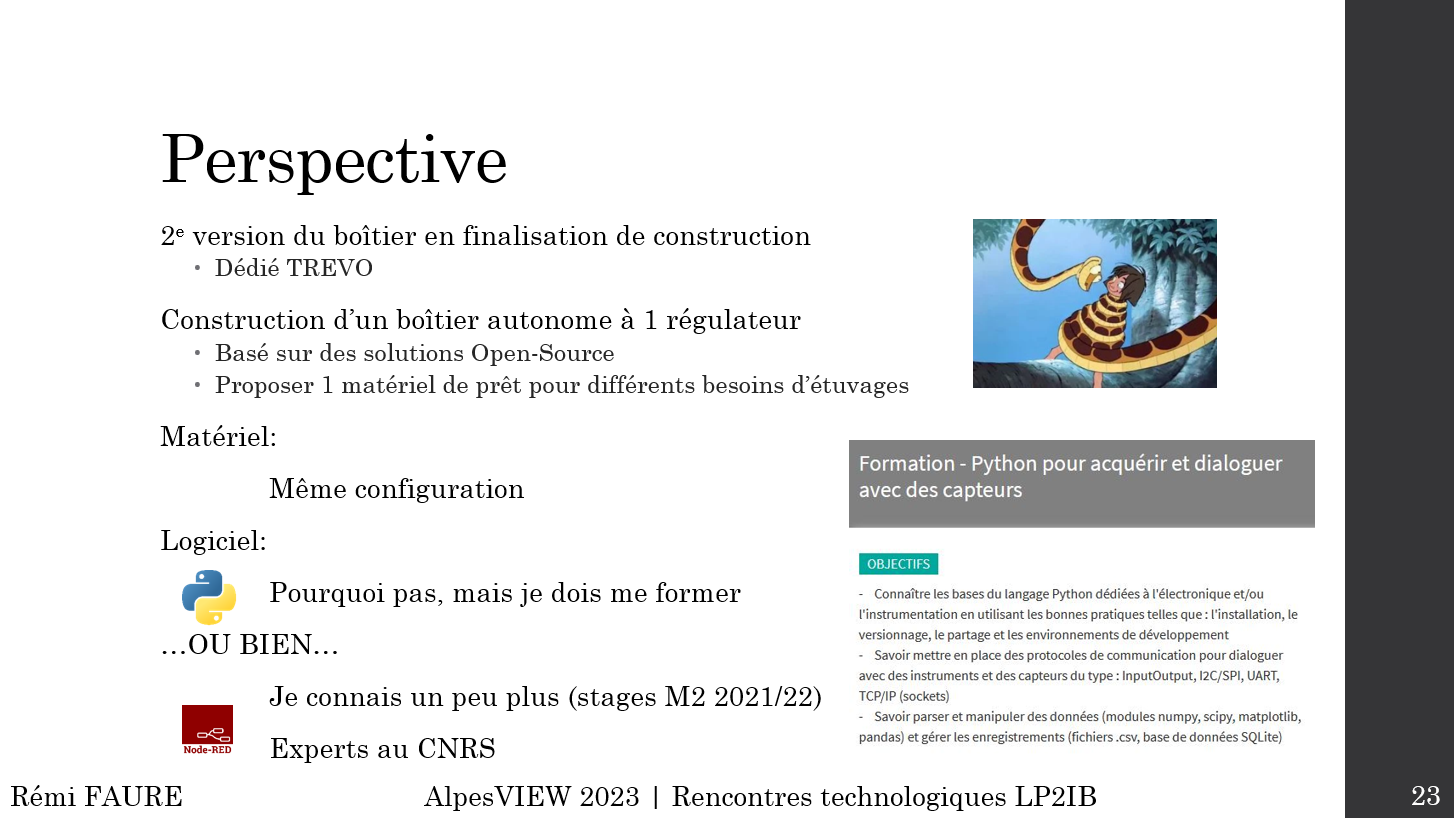 Perspective
2e version du boîtier en finalisation de construction
• Dédié TREVO
Construction d’un boîtier autonome à 1 régulateur
• Basé sur des solutions Open-Source
• Proposer 1 matériel de prêt pour différents besoins d’étuvages
Matériel:
Même configuration
Logiciel:
Pourquoi pas, mais je dois me former
…OU BIEN…
Je connais un peu plus (stages M2 2021/22)
Node-RED
Experts au CNRS
Formation - Python pour acquérir et dialoguer
avec des capteurs
OBJECTIFS
- Connaître les bases du langage Python dédiées à l'électronique et/ou
l'instrumentation en utilisant les bonnes pratiques telles que : l'installation, le
versionnage, le partage et les environnements de développement
- Savoir mettre en place des protocoles de communication pour dialoguer
avec des instruments et des capteurs du type : InputOutput, I2C/SPI, UART,
TCP/IP (sockets)
- Savoir parser et manipuler des données (modules numpy, scipy, matplotlib,
pandas) et gérer les enregistrements (fichiers .csv, base de données SQLite)
Rémi FAURE
AlpesVIEW 2023 | Rencontres technologiques LP2IB
23